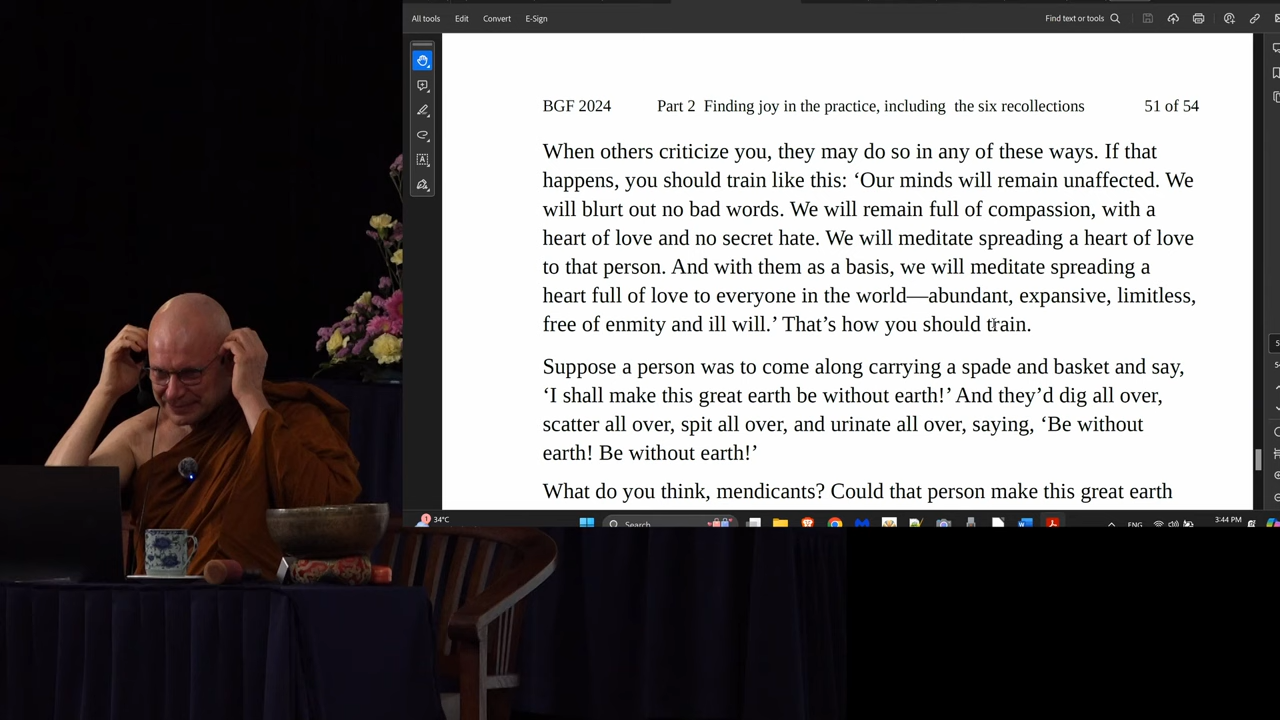 All tools Edit Convert E-Sign Find text or tools
BGF 2024 Part 2 Finding joy in the practice, including the six recollections 51 of 54
When others criticize you, they may do so in any of these ways. If that
happens, you should train like this: ‘Our minds will remain unaffected. We
will blurt out no bad words. We will remain full of compassion, with a
heart of love and no secret hate. We will meditate spreading a heart of love
to that person. And with them as a basis, we will meditate spreading a
heart full of love to everyone in the world—abundant, expansive, limitless,
free of enmity and ill will.’ That’s how you should train.
Suppose a person was to come along carrying a spade and basket and say,
‘I shall make this great earth be without earth!’ And they’d dig all over,
scatter all over, spit all over, and urinate all over, saying, ‘Be without
earth! Be without earth!’
What do you think, mendicants? Could that person make this great earth
1 34°C Search ENG 3:44 PM